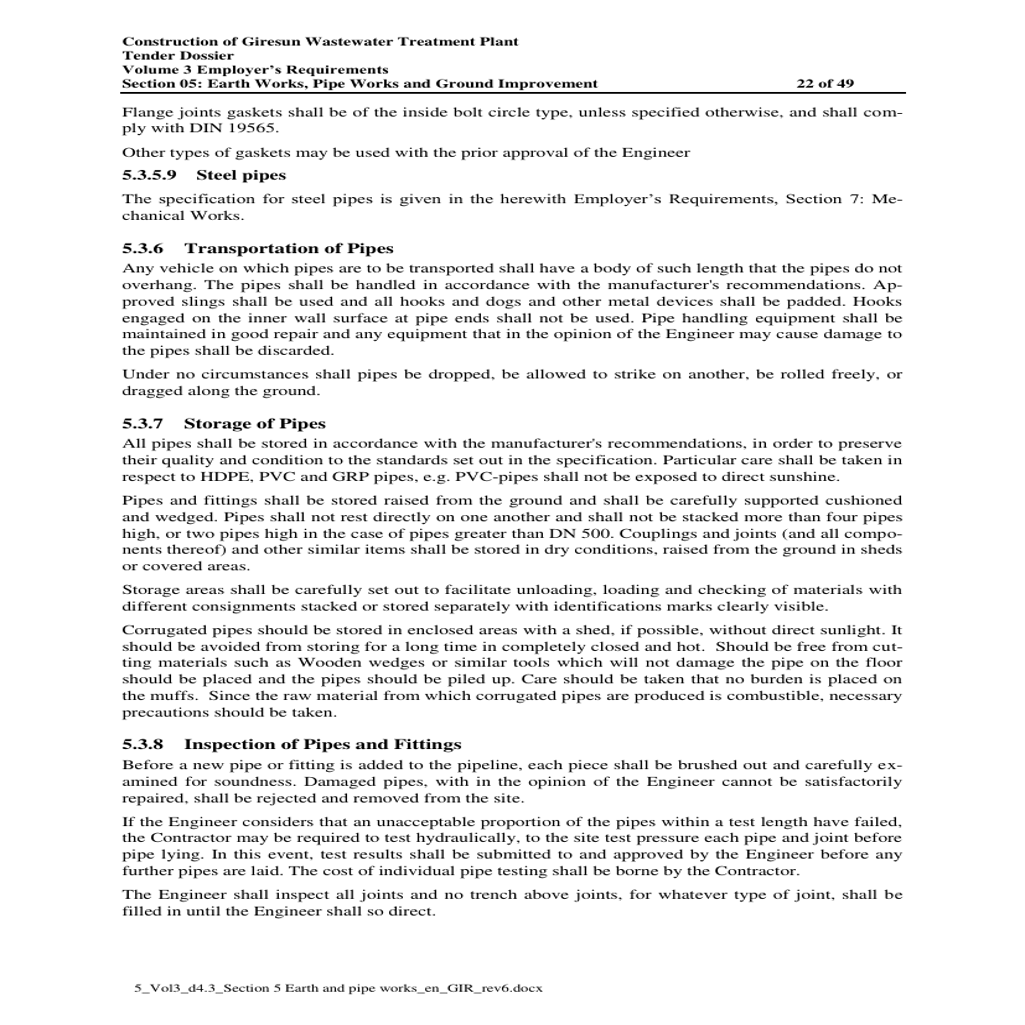 Construction of Giresun Wastewater Treatment Plant
Tender Dossier
Volume 3 Employer's Requirements
Section 05: Earth Works, Pipe Works and Ground Improvement 22 of 49
Flange joints gaskets shall be of the inside bolt circle type, unless specified otherwise, and shall com-
ply with DIN 19565.
Other types of gaskets may be used with the prior approval of the Engineer
5.3.5.9 Steel pipes
The specification for steel pipes is given in the herewith Employer's Requirements, Section 7: Me-
chanical Works.
5.3.6 Transportation of Pipes
Any vehicle on which pipes are to be transported shall have a body of such length that the pipes do not
overhang. The pipes shall be handled in accordance with the manufacturer's recommendations. Ap-
proved slings shall be used and all hooks and dogs and other metal devices shall be padded. Hooks
engaged on the inner wall surface at pipe ends shall not be used. Pipe handling equipment shall be
maintained in good repair and any equipment that in the opinion of the Engineer may cause damage to
the pipes shall be discarded.
Under no circumstances shall pipes be dropped, be allowed to strike on another, be rolled freely, or
dragged along the ground.
5.3.7 Storage of Pipes
All pipes shall be stored in accordance with the manufacturer's recommendations, in order to preserve
their quality and condition to the standards set out in the specification. Particular care shall be taken in
respect to HDPE, PVC and GRP pipes, e.g. PVC-pipes shall not be exposed to direct sunshine.
Pipes and fittings shall be stored raised from the ground and shall be carefully supported cushioned
and wedged. Pipes shall not rest directly on one another and shall not be stacked more than four pipes
high, or two pipes high in the case of pipes greater than DN 500. Couplings and joints (and all compo-
nents thereof) and other similar items shall be stored in dry conditions, raised from the ground in sheds
or covered areas.
Storage areas shall be carefully set out to facilitate unloading, loading and checking of materials with
different consignments stacked or stored separately with identifications marks clearly visible.
Corrugated pipes should be stored in enclosed areas with a shed, if possible, without direct sunlight. It
should be avoided from storing for a long time in completely closed and hot.  Should be free from cut-
ting materials such as Wooden wedges or similar tools which will not damage the pipe on the floor
should be placed and the pipes should be piled up. Care should be taken that no burden is placed on
the muffs.  Since the raw material from which corrugated pipes are produced is combustible, necessary
precautions should be taken.
5.3.8 Inspection of Pipes and Fittings
Before a new pipe or fitting is added to the pipeline, each piece shall be brushed out and carefully ex-
amined for soundness. Damaged pipes, with in the opinion of the Engineer cannot be satisfactorily
repaired, shall be rejected and removed from the site.
If the Engineer considers that an unacceptable proportion of the pipes within a test length have failed,
the Contractor may be required to test hydraulically, to the site test pressure each pipe and joint before
pipe lying. In this event, test results shall be submitted to and approved by the Engineer before any
further pipes are laid. The cost of individual pipe testing shall be borne by the Contractor.
The Engineer shall inspect all joints and no trench above joints, for whatever type of joint, shall be
filled in until the Engineer shall so direct.
5_Vol3_d4.3_Section 5 Earth and pipe works_en_GIR_rev6.docx